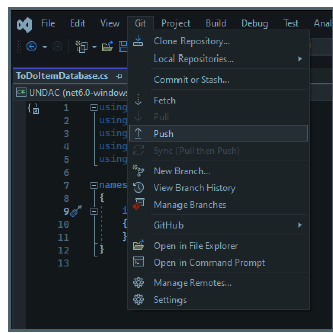 File Edit View Git Project Build Debug Test Analyze
Clone Repository...
Local Repositories...
ToDoItemDatabase.cs
Commit or Stash...
UNDAC (net6.0-windows
Fetch
1 using
Pull
2 using
Push
3 using
4 using
Sync (Pull then Push)
5 using
New Branch...
6
View Branch History
7 names
Manage Branches
8 {
9
GitHub
10 {
11 }
Open in File Explorer
12 }
Open in Command Prompt
13
Manage Remotes...
Settings